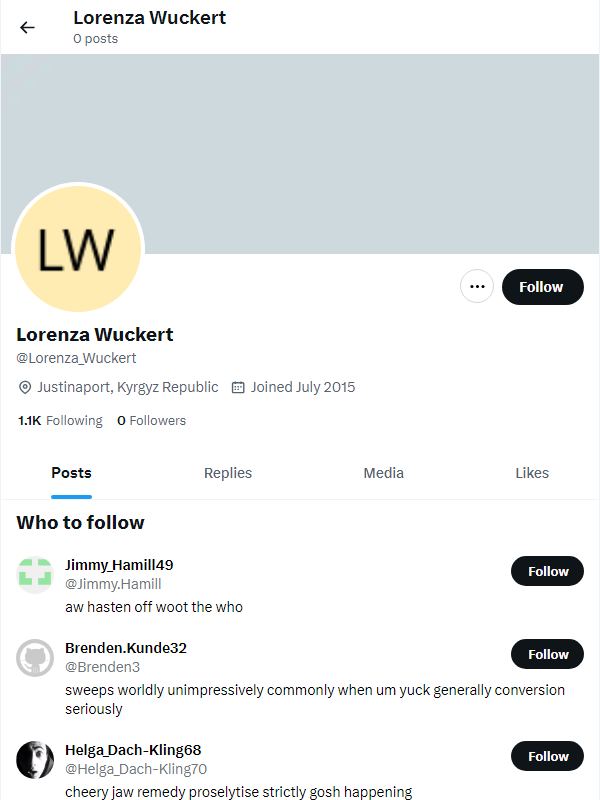 Lorenza Wuckert
0 posts
LW
Follow
Lorenza Wuckert
@Lorenza_Wuckert
Justinaport, Kyrgyz Republic Joined July 2015
1.1K Following 0 Followers
Posts Replies Media Likes
Who to follow
Jimmy_Hamill49
@Jimmy.Hamill
Follow
aw hasten off woot the who
Brenden.Kunde32
@Brenden3
Follow
sweeps worldly unimpressively commonly when um yuck generally conversion
seriously
Helga_Dach-Kling68
@Helga_Dach-Kling70
Follow
cheery jaw remedy proselytise strictly gosh happening